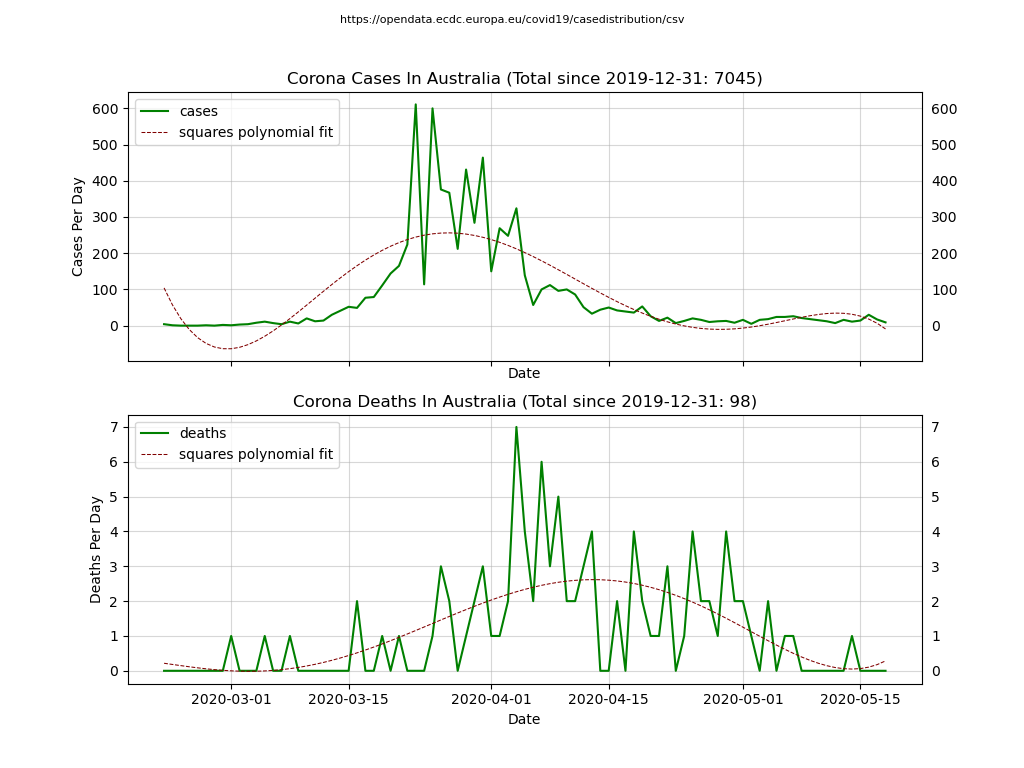 https://opendata.ecdc.europa.eu/covid19/casedistribution/csv
Corona Cases In Australia (Total since 2019-12-31: 7045)
cases
squares polynomial fit
Cases Per Day
600
500
400
300
200
100
0
600
500
400
300
200
100
0
Date
Corona Deaths In Australia (Total since 2019-12-31: 98)
deaths
squares polynomial fit
Deaths Per Day
7
6
5
4
3
2
1
0
7
6
5
4
3
2
1
0
2020-03-01 2020-03-15 2020-04-01 2020-04-15 2020-05-01 2020-05-15
Date